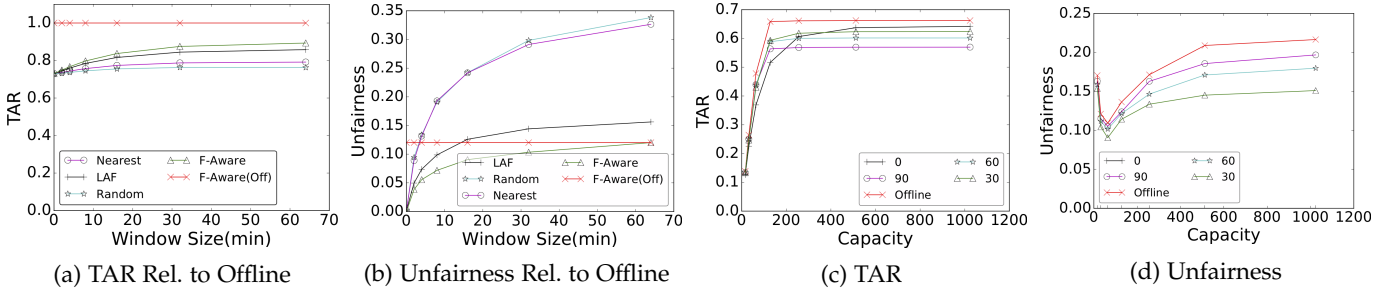 TAR
1.0
0.8
0.6
0.4
0.2
0.0
0 10 20 30 40 50 60 70
Window Size(min)
Nearest
LAF
Random
F-Aware
F-Aware(Off)
(a) TAR Rel. to Offline
Unfairness
0.35
0.30
0.25
0.20
0.15
0.10
0.05
0.00
0 10 20 30 40 50 60 70
Window Size(min)
LAF
Random
Nearest
F-Aware
F-Aware(Off)
(b) Unfairness Rel. to Offline
TAR
0.7
0.6
0.5
0.4
0.3
0.2
0.1
0.0
0 200 400 600 800 1000 1200
Capacity
0
90
Offline
60
30
(c) TAR
Unfairness
0.25
0.20
0.15
0.10
0.05
0.00
0 200 400 600 800 1000 1200
Capacity
0
90
Offline
60
30
(d) Unfairness